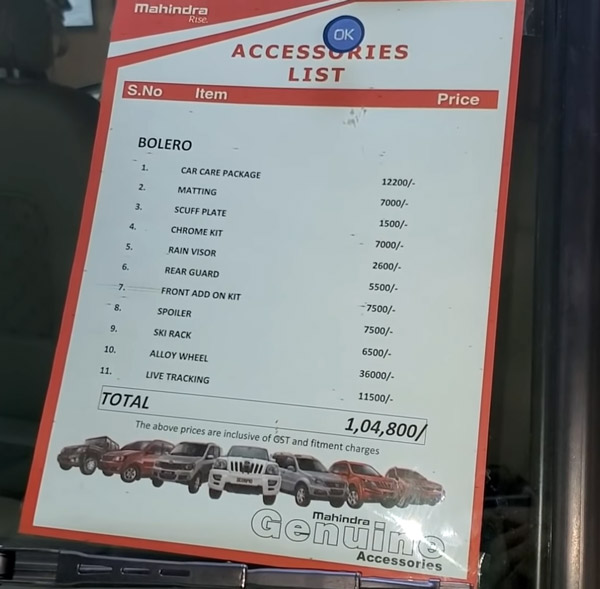 Mahindra
Rise.
OK
ACCESSORIES
LIST
S.No Item Price
BOLERO
1. CAR CARE PACKAGE 12200/-
2. MATTING 7000/-
3. SCUFF PLATE 1500/-
4. CHROME KIT 7000/-
5. RAIN VISOR 2600/-
6. REAR GUARD 5500/-
7. FRONT ADD ON KIT 7500/-
8. SPOILER 7500/-
9. SKI RACK 6500/-
10. ALLOY WHEEL 36000/-
11. LIVE TRACKING 11500/-
TOTAL 1,04,800/
The above prices are inclusive of GST and fitment charges
Mahindra
Genuine
Accessories